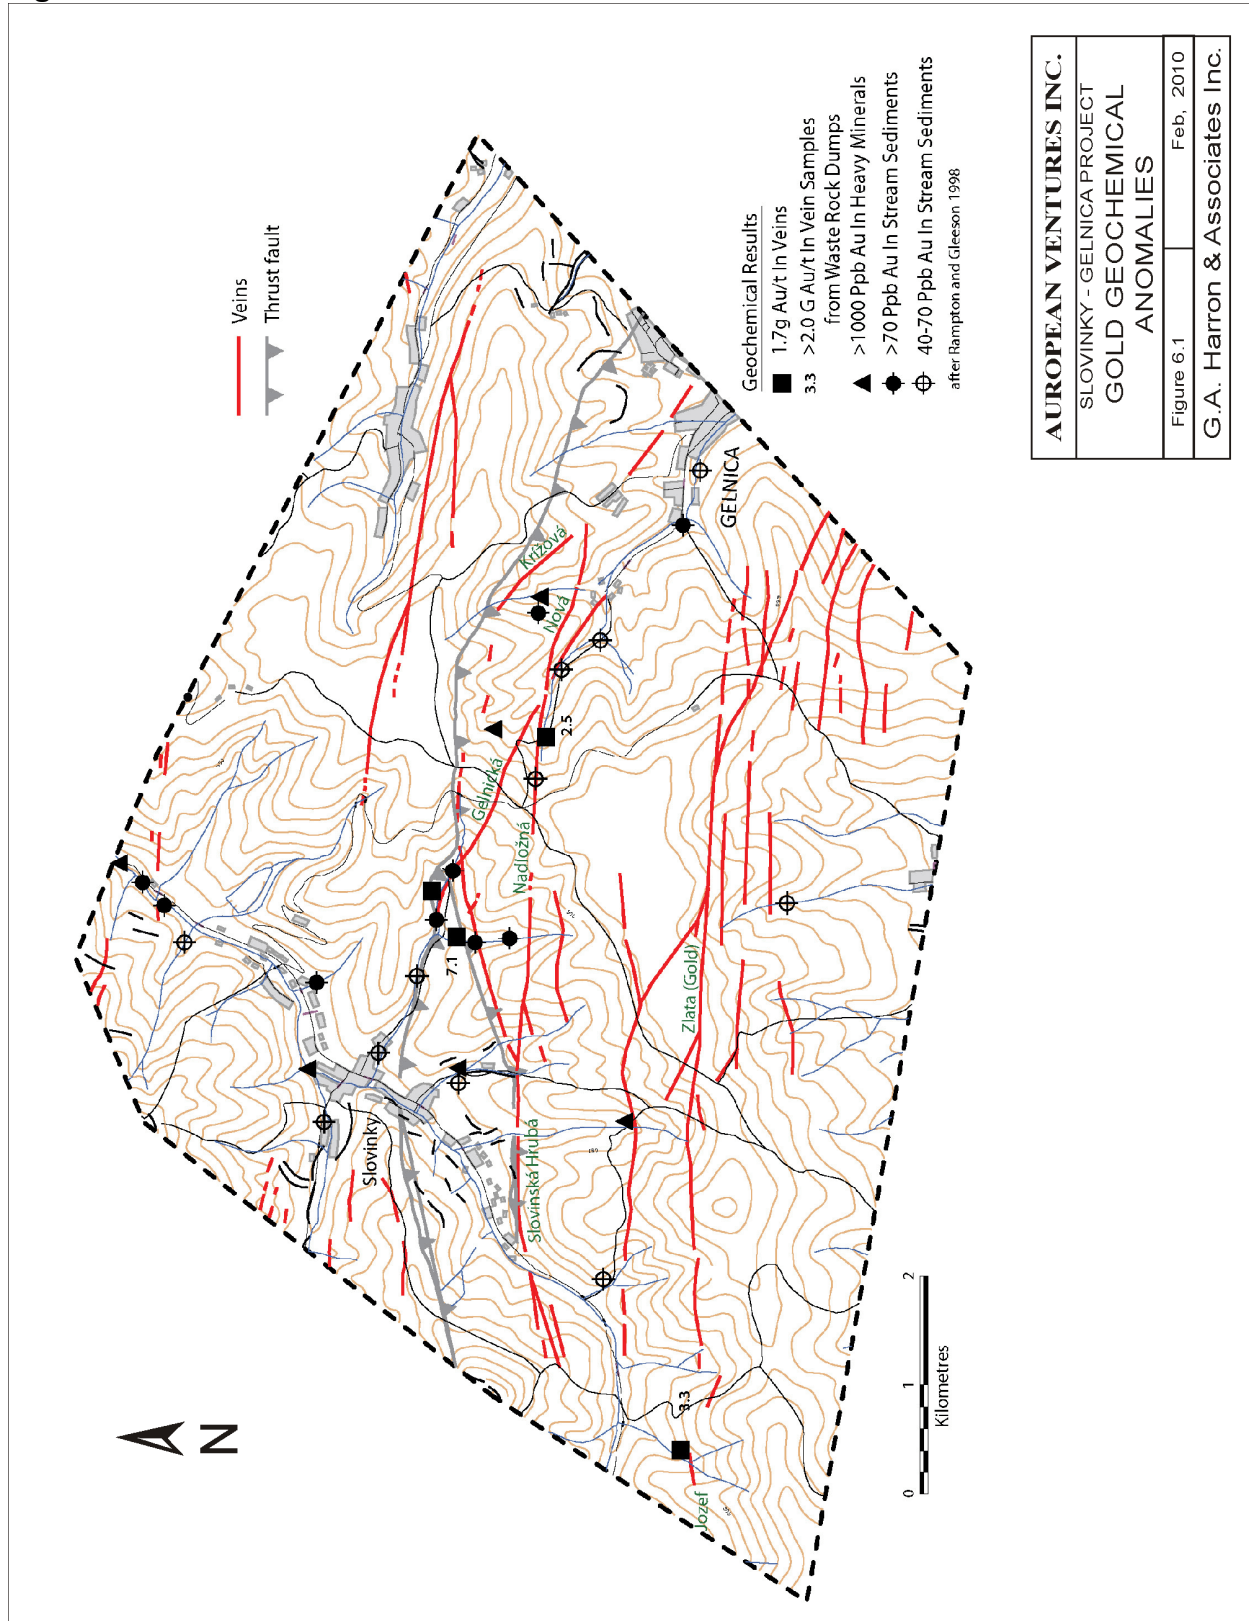 Veins
Thrust fault
Geochemical Results
1.7g Au/t In Veins
3.3 >2.0 G Au/t In Vein Samples
from Waste Rock Dumps
>1000 Ppb Au In Heavy Minerals
>70 Ppb Au In Stream Sediments
40-70 Ppb Au In Stream Sediments
after Rampton and Gleeson 1998
AUROPEAN VENTURES INC.
SLOVINKY - GELNICA PROJECT
GOLD GEOCHEMICAL
ANOMALIES
Figure 6.1
Feb, 2010
G.A. Harron & Associates Inc.
N
Slovinky
GELNICA
Križová
Nová
Gelnická
Nadložná
Slovinská Hrubá
Zlata (Gold)
Jozef
7.1
2.5
3.3
0
1
2
Kilometres